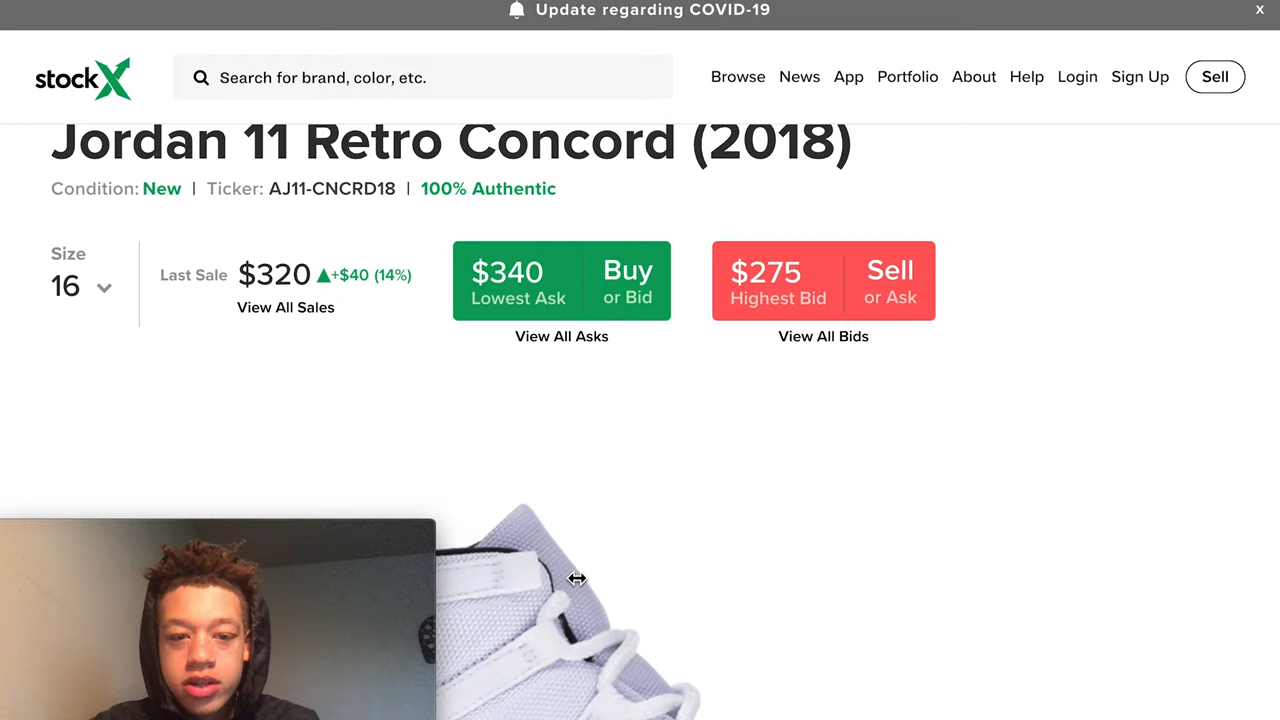 Update regarding COVID-19
X
stockX
Search for brand, color, etc.
Browse News App Portfolio About Help Login Sign Up Sell
Jordan 11 Retro Concord (2018)
Condition: New | Ticker: AJ11-CNCRD18 | 100% Authentic
Size
16
Last Sale $320 ▲+$40 (14%)
View All Sales
$340 Buy
Lowest Ask or Bid
View All Asks
$275 Sell
Highest Bid or Ask
View All Bids